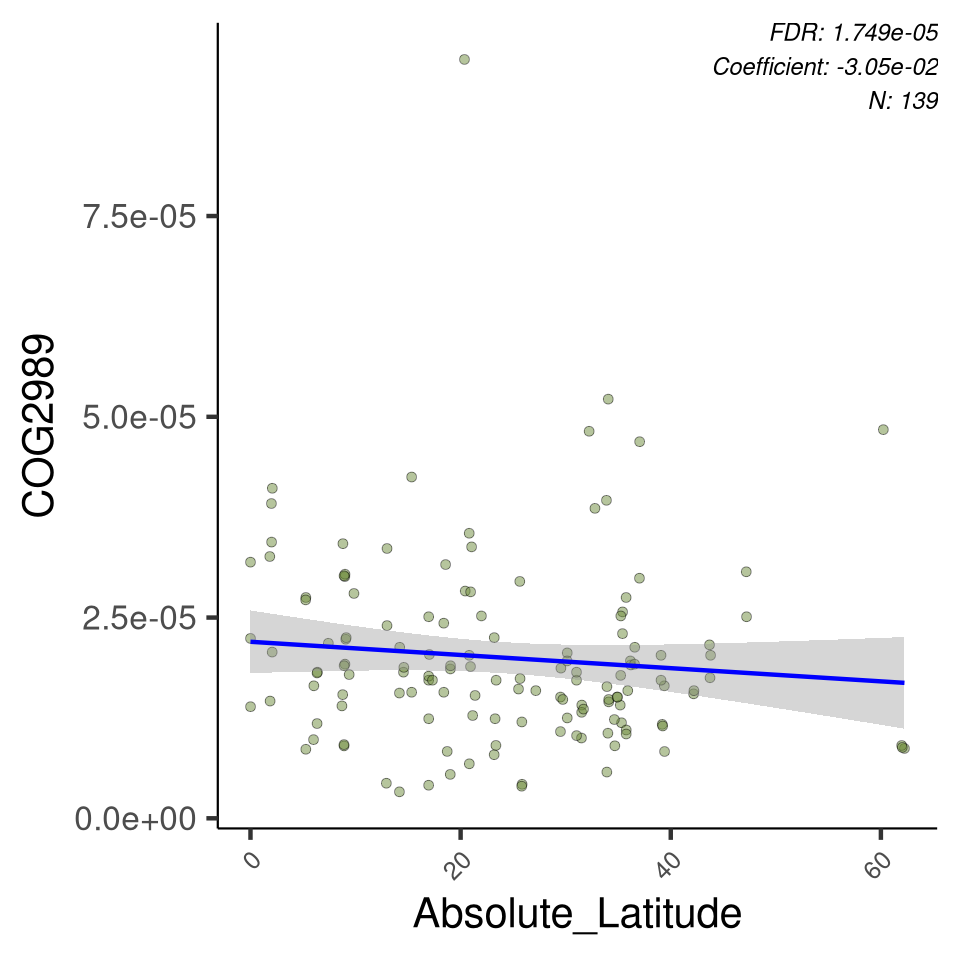 FDR: 1.749e-05
Coefficient: -3.05e-02
N: 139
7.5e-05
5.0e-05
2.5e-05
0.0e+00
COG2989
0
20
40
60
Absolute_Latitude